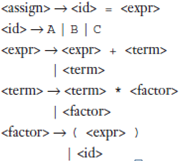 <assign> → <id> = <expr>
<id> → A | B | C
<expr> → <expr> + <term>
| <term>
<term> → <term> * <factor>
| <factor>
<factor> → ( <expr> )
| <id>